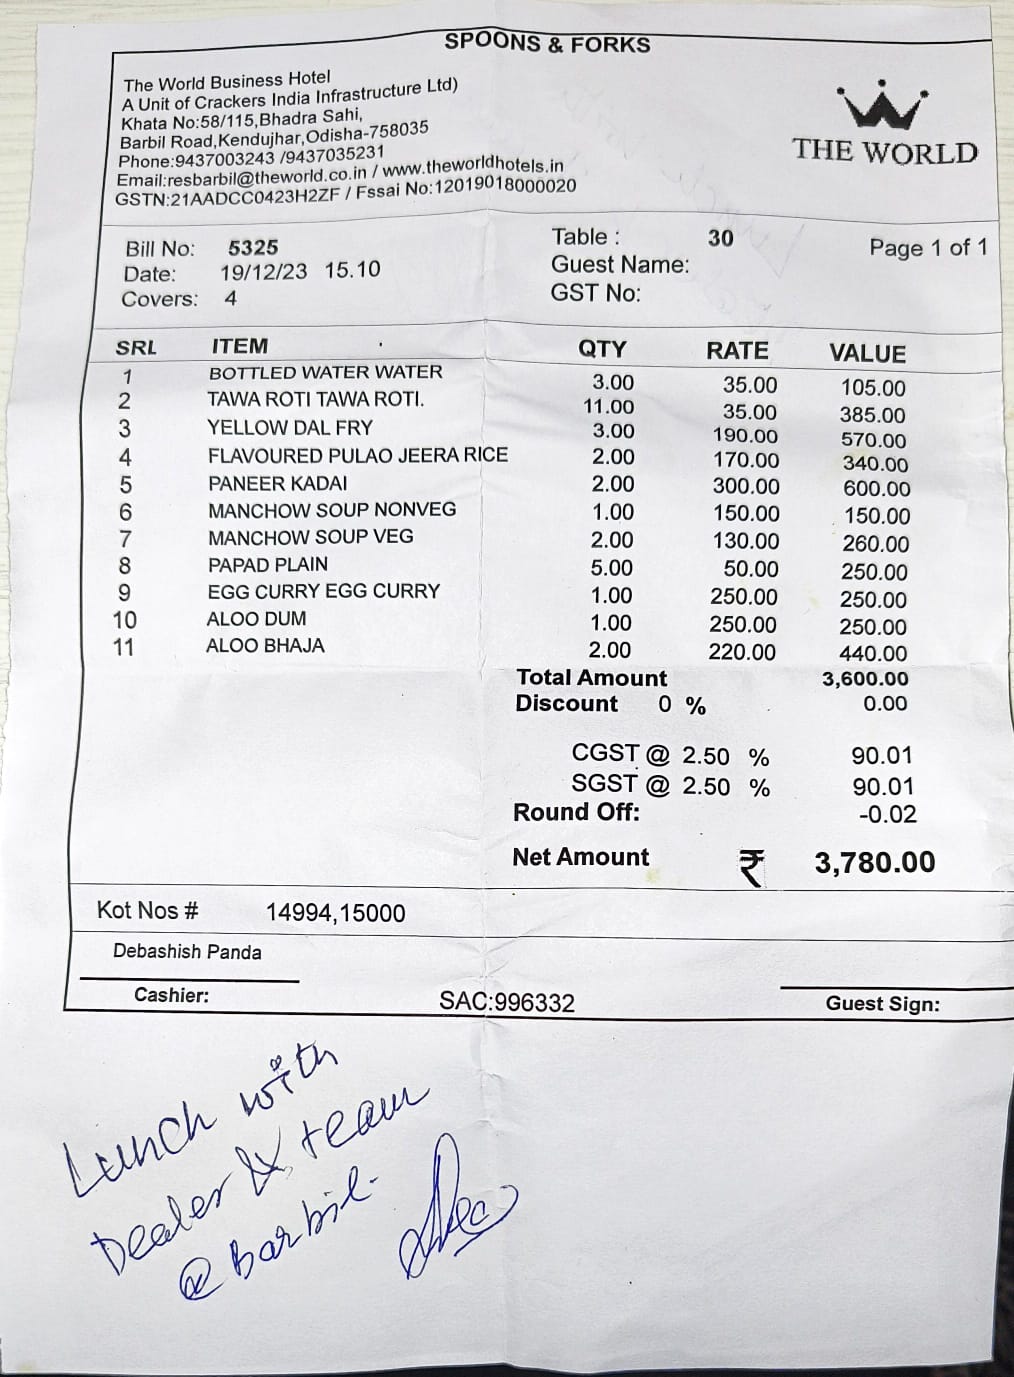 SPOONS & FORKS
The World Business Hotel
A Unit of Crackers India Infrastructure Ltd)
Khata No:58/115,Bhadra Sahi,
Barbil Road,Kendujhar,Odisha-758035
Phone:9437003243 /9437035231
Email:resbarbil@theworld.co.in / www.theworldhotels.in
GSTN:21AADCC0423H2ZF / Fssai No:12019018000020
THE WORLD
Bill No: 5325 Table : 30 Page 1 of 1
Date: 19/12/23 15.10 Guest Name:
Covers: 4 GST No:
SRL ITEM QTY RATE VALUE
1 BOTTLED WATER WATER 3.00 35.00 105.00
2 TAWA ROTI TAWA ROTI. 11.00 35.00 385.00
3 YELLOW DAL FRY 3.00 190.00 570.00
4 FLAVOURED PULAO JEERA RICE 2.00 170.00 340.00
5 PANEER KADAI 2.00 300.00 600.00
6 MANCHOW SOUP NONVEG 1.00 150.00 150.00
7 MANCHOW SOUP VEG 2.00 130.00 260.00
8 PAPAD PLAIN 5.00 50.00 250.00
9 EGG CURRY EGG CURRY 1.00 250.00 250.00
10 ALOO DUM 1.00 250.00 250.00
11 ALOO BHAJA 2.00 220.00 440.00
Total Amount 3,600.00
Discount 0 % 0.00
CGST @ 2.50 % 90.01
SGST @ 2.50 % 90.01
Round Off: -0.02
Net Amount ₹ 3,780.00
Kot Nos # 14994,15000
Debashish Panda
Cashier: SAC:996332 Guest Sign:
Lunch with
Dealer & team
@ Barbil.